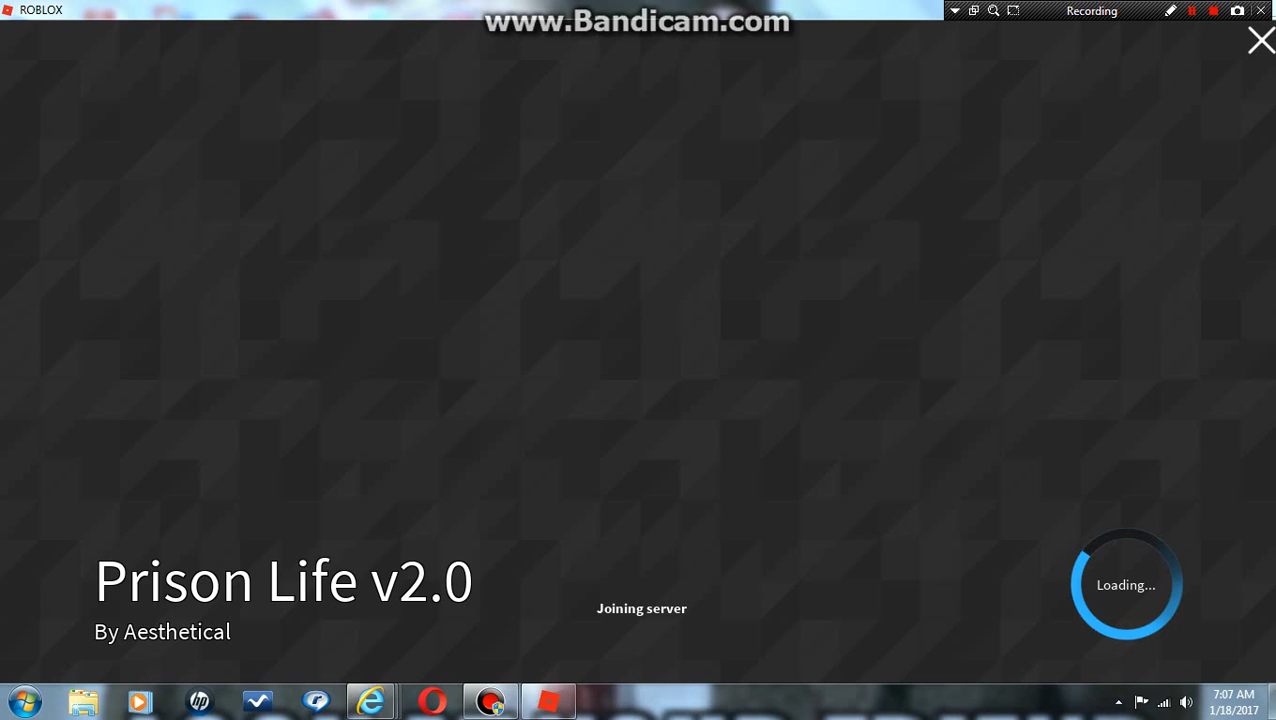 ROBLOX
www.Bandicam.com
Recording
Prison Life v2.0
By Aesthetical
Joining server
Loading...
7:07 AM
1/18/2017